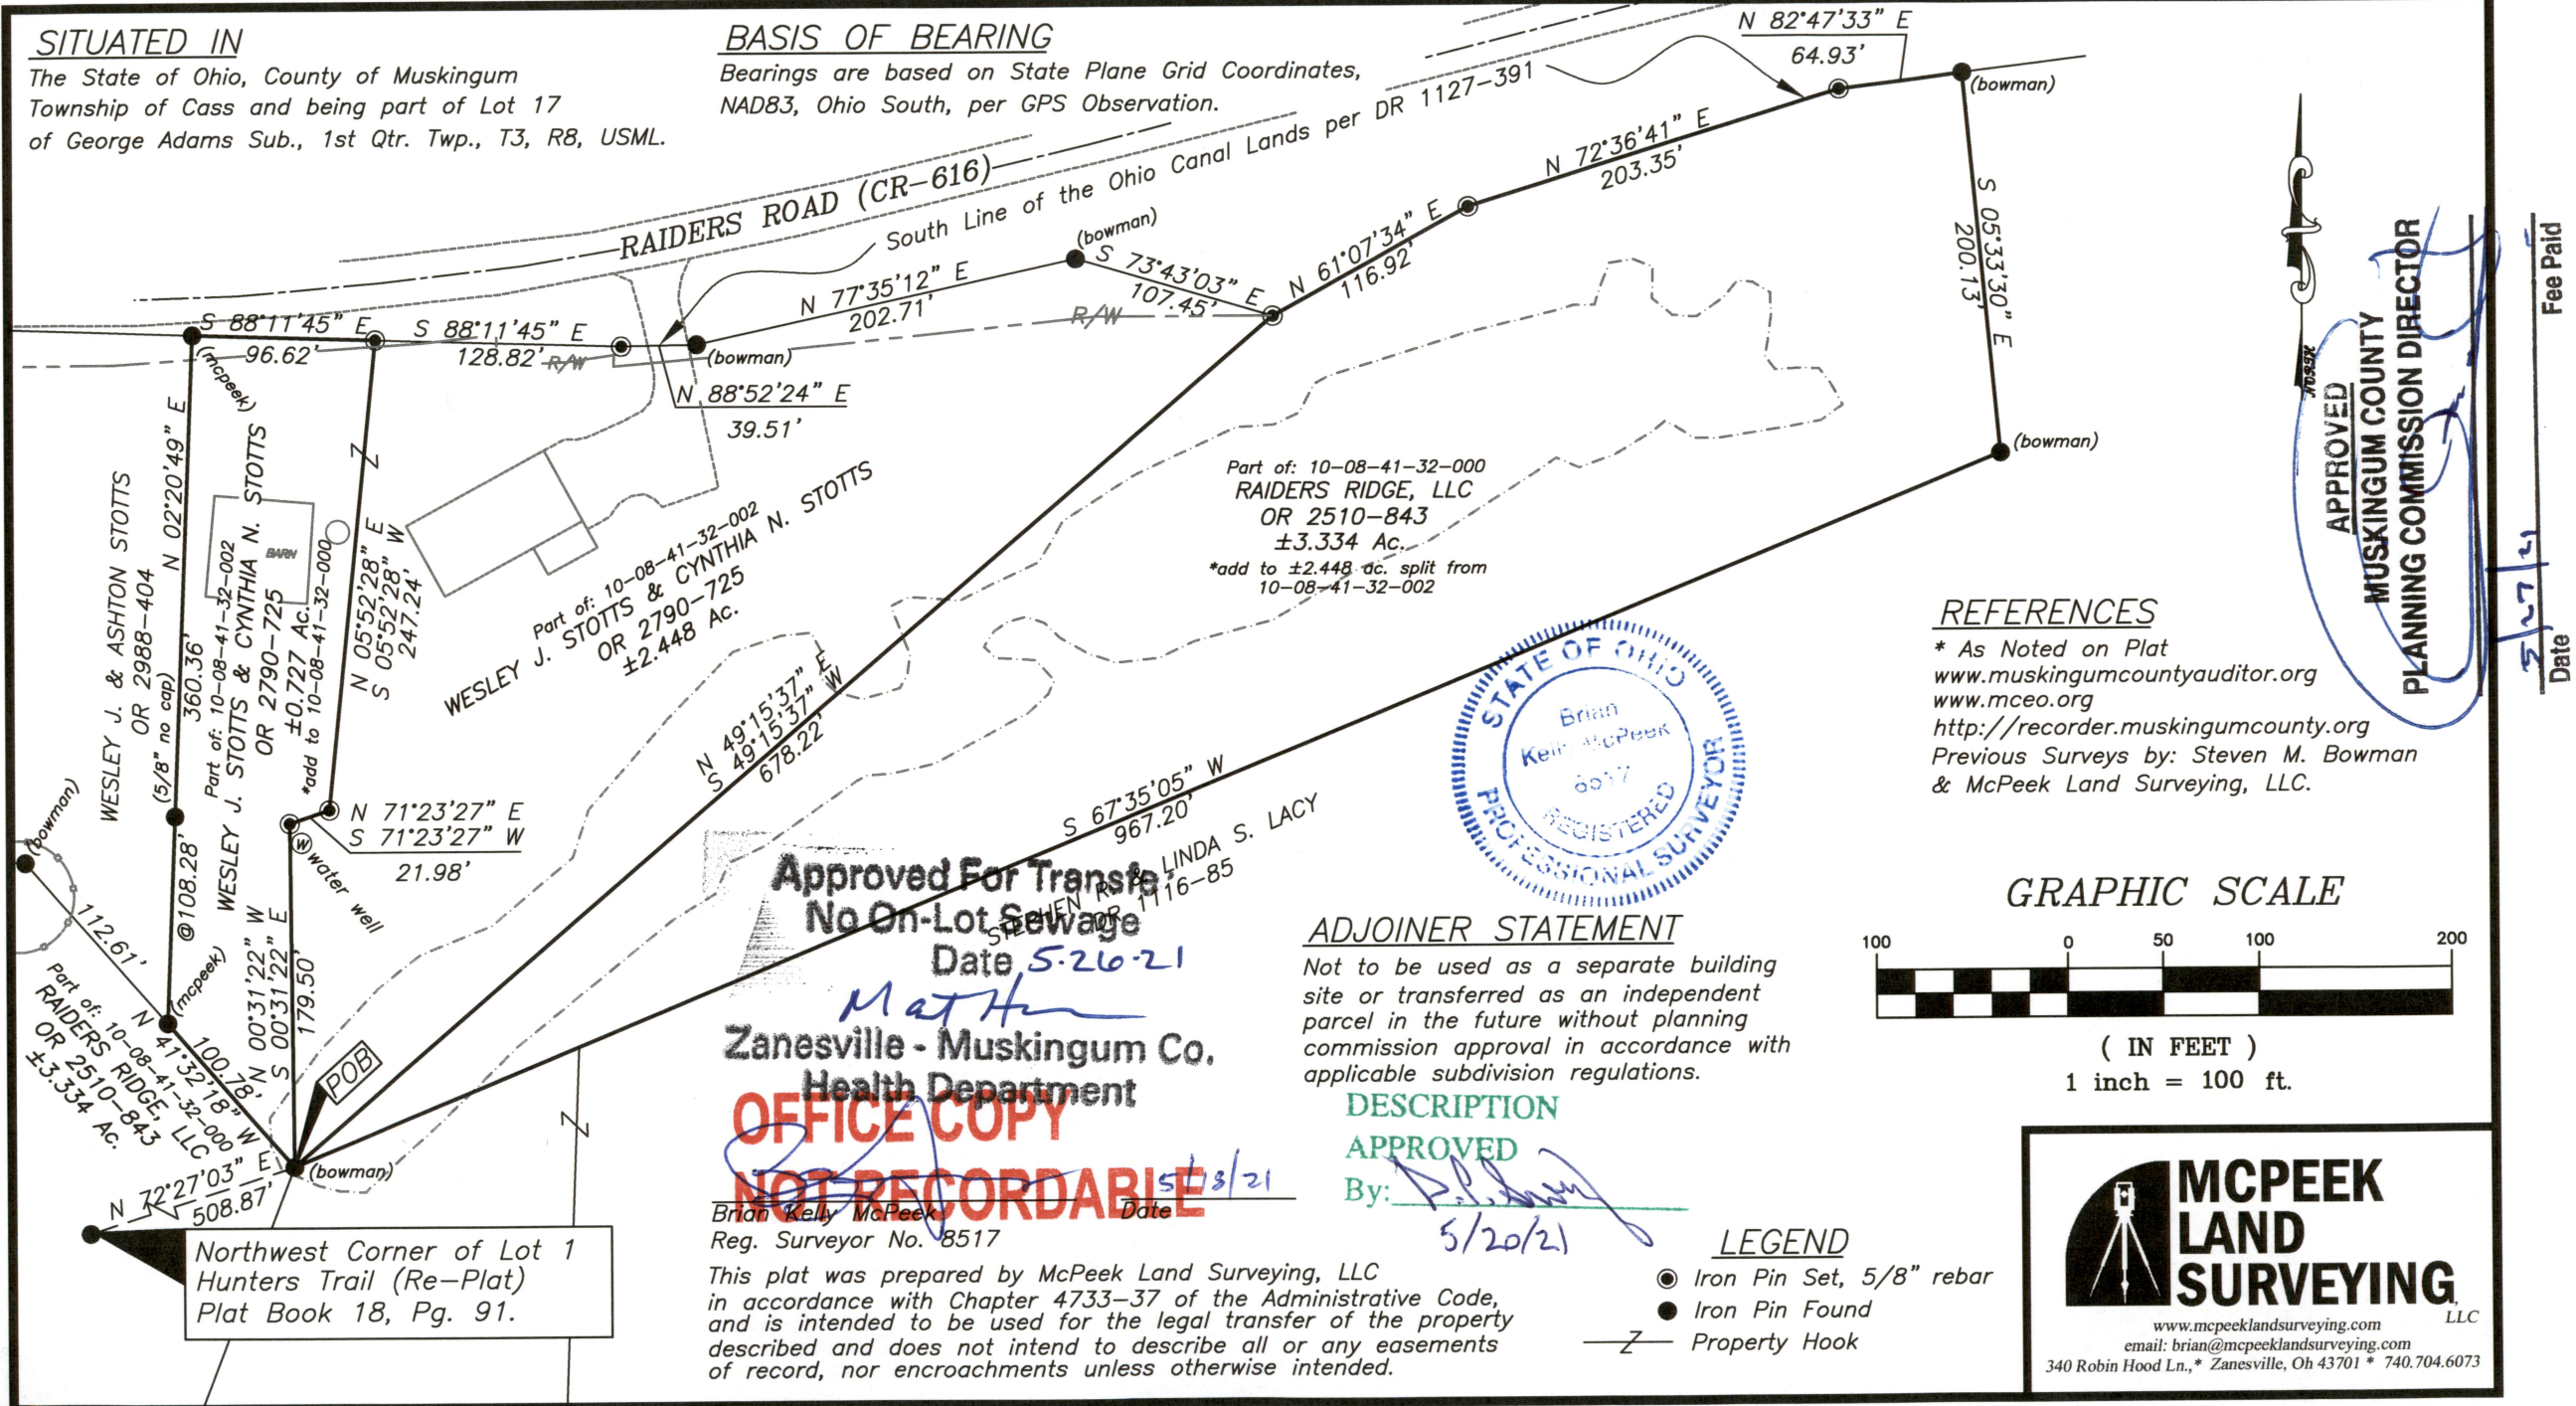 SITUATED IN
The State of Ohio, County of Muskingum
Township of Cass and being part of Lot 17
of George Adams Sub., 1st Qtr. Twp., T3, R8, USML.
BASIS OF BEARING
Bearings are based on State Plane Grid Coordinates,
NAD83, Ohio South, per GPS Observation.
N 82°47'33" E
64.93'
(bowman)
RAIDERS ROAD (CR-616)
South Line of the Ohio Canal Lands per DR 1127-391
N 72°36'41" E
203.35'
N 61°07'34" E
116.92'
S 05°33'30" E
200.13'
(bowman)
(bowman)
S 73°43'03" E
107.45'
N 77°35'12" E
202.71'
R/W
S 88°11'45" E
96.62'
S 88°11'45" E
128.82'
R/W
(bowman)
N 88°52'24" E
39.51'
(mcpeek)
N 02°20'49" E
360.36'
WESLEY J. & ASHTON STOTTS
OR 2988-404
(5/8" no cap)
@108.28'
Part of: 10-08-41-32-002
WESLEY J. STOTTS & CYNTHIA N. STOTTS
OR 2790-725
±0.727 Ac.
*add to 10-08-41-32-000
BARN
N 05°52'28" E
S 05°52'28" W
247.24'
Part of: 10-08-41-32-002
WESLEY J. STOTTS & CYNTHIA N. STOTTS
OR 2790-725
±2.448 Ac.
Part of: 10-08-41-32-000
RAIDERS RIDGE, LLC
OR 2510-843
±3.334 Ac.
*add to ±2.448 ac. split from
10-08-41-32-002
N 49°15'37" E
S 49°15'37" W
678.22'
N 71°23'27" E
S 71°23'27" W
21.98'
W
water well
N 00°31'22" W
S 00°31'22" E
179.50'
(bowman)
112.61'
(mcpeek)
N 41°32'18" W
100.78'
Part of: 10-08-41-32-000
RAIDERS RIDGE, LLC
OR 2510-843
±3.334 Ac.
POB
(bowman)
N 72°27'03" E
508.87'
Northwest Corner of Lot 1
Hunters Trail (Re-Plat)
Plat Book 18, Pg. 91.
S 67°35'05" W
967.20'
STEPHEN R. & LINDA S. LACY
DR 1116-85
Approved For Transfer
No On-Lot Sewage
Date 5-26-21
Zanesville - Muskingum Co.
Health Department
OFFICE COPY
NOT RECORDABLE
5/13/21
Brian Kelly McPeek
Date
Reg. Surveyor No. 8517
This plat was prepared by McPeek Land Surveying, LLC
in accordance with Chapter 4733-37 of the Administrative Code,
and is intended to be used for the legal transfer of the property
described and does not intend to describe all or any easements
of record, nor encroachments unless otherwise intended.
STATE OF OHIO
Brian
Kelly McPeek
8517
REGISTERED
PROFESSIONAL SURVEYOR
ADJOINER STATEMENT
Not to be used as a separate building
site or transferred as an independent
parcel in the future without planning
commission approval in accordance with
applicable subdivision regulations.
DESCRIPTION
APPROVED
By:
5/20/21
LEGEND
Iron Pin Set, 5/8" rebar
Iron Pin Found
Z Property Hook
NORTH
APPROVED
MUSKINGUM COUNTY
PLANNING COMMISSION DIRECTOR
5/27/21
Date
Fee Paid
REFERENCES
* As Noted on Plat
www.muskingumcountyauditor.org
www.mceo.org
http://recorder.muskingumcounty.org
Previous Surveys by: Steven M. Bowman
& McPeek Land Surveying, LLC.
GRAPHIC SCALE
100 0 50 100 200
( IN FEET )
1 inch = 100 ft.
MCPEEK
LAND
SURVEYING,
LLC
www.mcpeeklandsurveying.com
email: brian@mcpeeklandsurveying.com
340 Robin Hood Ln.,* Zanesville, Oh 43701 * 740.704.6073